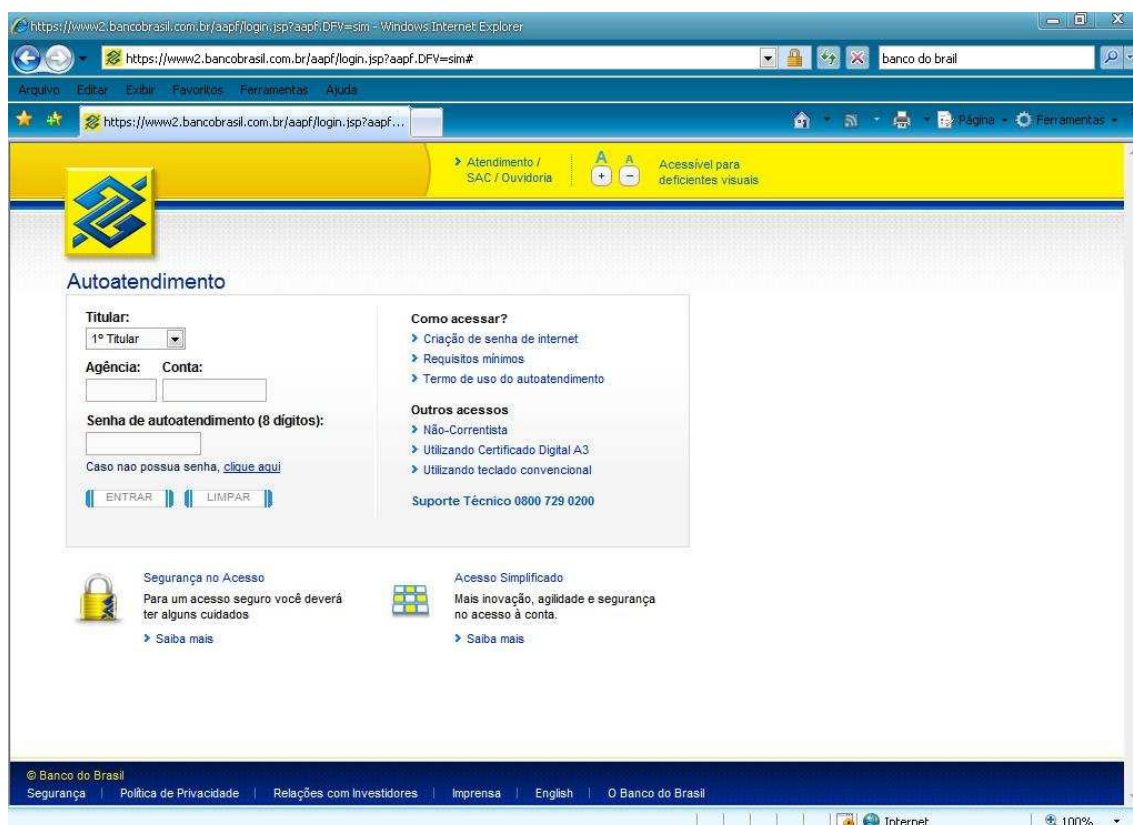 https://www2.bancobrasil.com.br/aapf/login.jsp?aapf.DFV=sim - Windows Internet Explorer
https://www2.bancobrasil.com.br/aapf/login.jsp?aapf.DFV=sim#
banco do brail
Arquivo Editar Exibir Favoritos Ferramentas Ajuda
https://www2.bancobrasil.com.br/aapf/login.jsp?aapf...
Página Ferramentas
Atendimento /
SAC / Ouvidoria
A A
+ −
Acessível para
deficientes visuais
Autoatendimento
Titular:
1º Titular
Agência: Conta:
Senha de autoatendimento (8 dígitos):
Caso nao possua senha, clique aqui
ENTRAR LIMPAR
Como acessar?
Criação de senha de internet
Requisitos mínimos
Termo de uso do autoatendimento
Outros acessos
Não-Correntista
Utilizando Certificado Digital A3
Utilizando teclado convencional
Suporte Técnico 0800 729 0200
Segurança no Acesso
Para um acesso seguro você deverá
ter alguns cuidados
Saiba mais
Acesso Simplificado
Mais inovação, agilidade e segurança
no acesso à conta.
Saiba mais
© Banco do Brasil
Segurança | Política de Privacidade | Relações com Investidores | Imprensa | English | O Banco do Brasil
Internet 100%